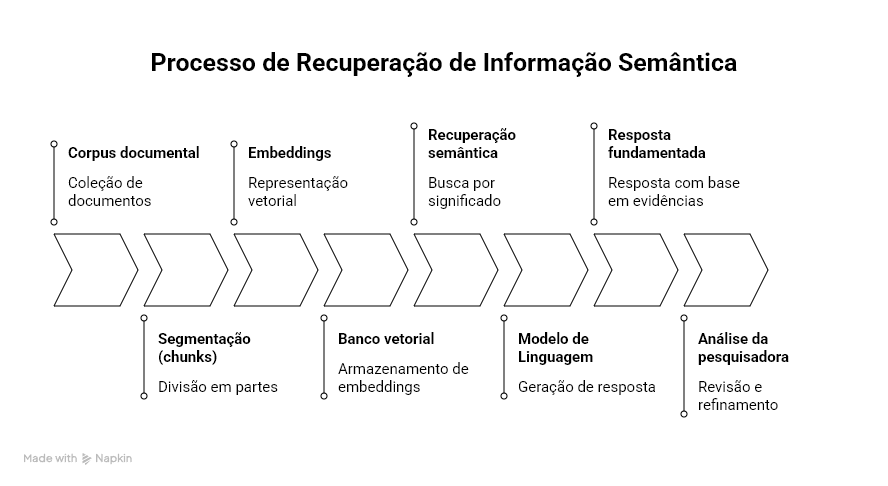 Processo de Recuperação de Informação Semântica
Corpus documental
Coleção de
documentos
Segmentação
(chunks)
Divisão em partes
Embeddings
Representação
vetorial
Banco vetorial
Armazenamento de
embeddings
Recuperação
semântica
Busca por
significado
Modelo de
Linguagem
Geração de resposta
Resposta
fundamentada
Resposta com base
em evidências
Análise da
pesquisadora
Revisão e
refinamento
Made with Napkin